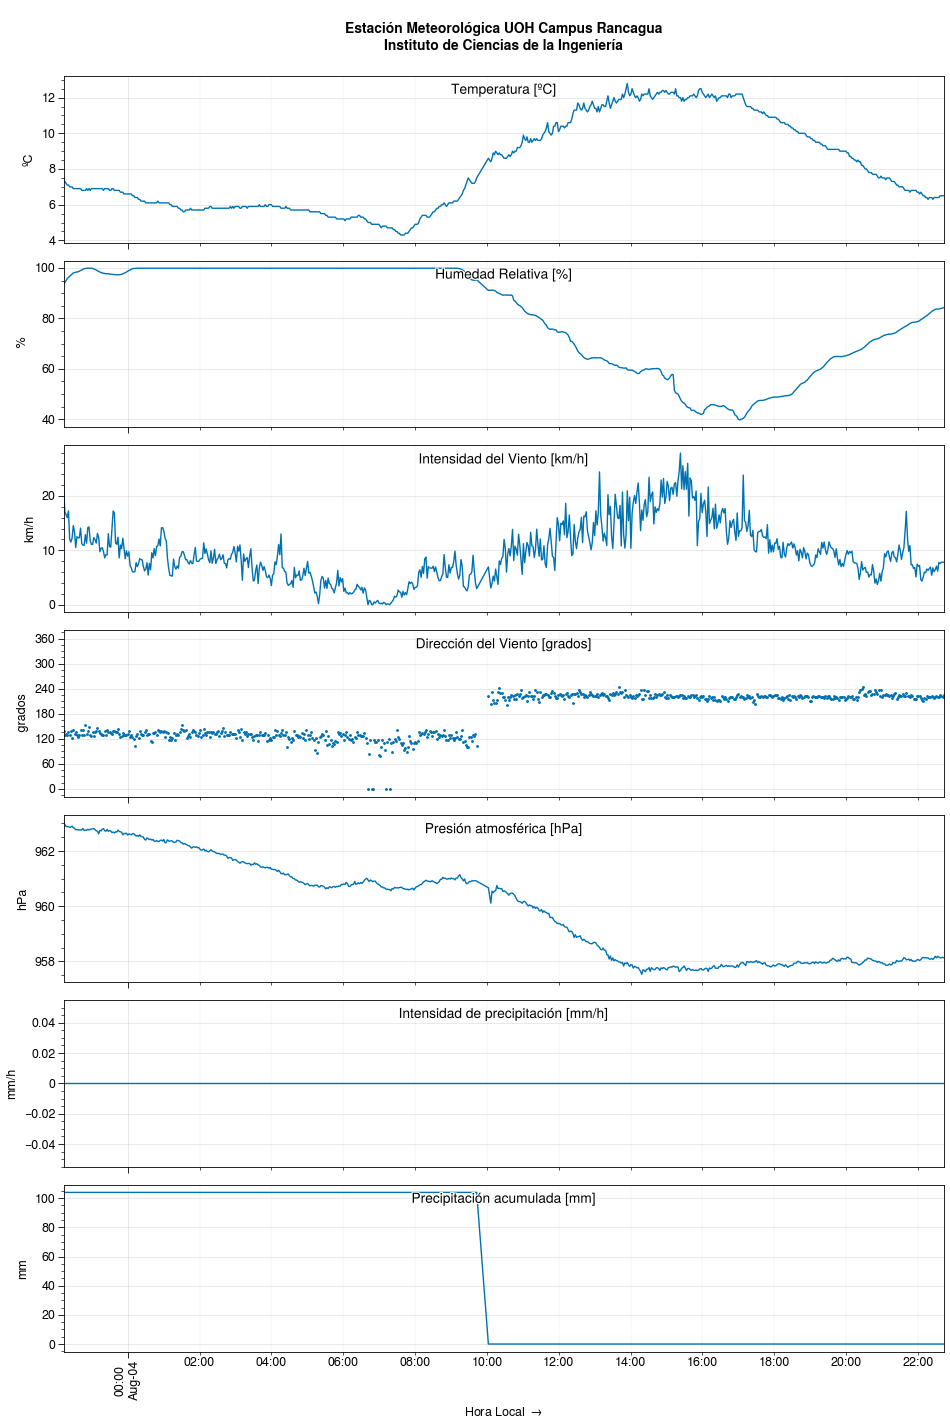 Estación Meteorológica UOH Campus Rancagua
Instituto de Ciencias de la Ingeniería
Temperatura [ºC]
ºC
12
10
8
6
4
Humedad Relativa [%]
%
100
80
60
40
Intensidad del Viento [km/h]
km/h
20
10
0
Dirección del Viento [grados]
grados
360
300
240
180
120
60
0
Presión atmosférica [hPa]
hPa
962
960
958
Intensidad de precipitación [mm/h]
mm/h
0.04
0.02
0
−0.02
−0.04
Precipitación acumulada [mm]
mm
100
80
60
40
20
0
00:00
Aug-04
02:00
04:00
06:00
08:00
10:00
12:00
14:00
16:00
18:00
20:00
22:00
Hora Local →